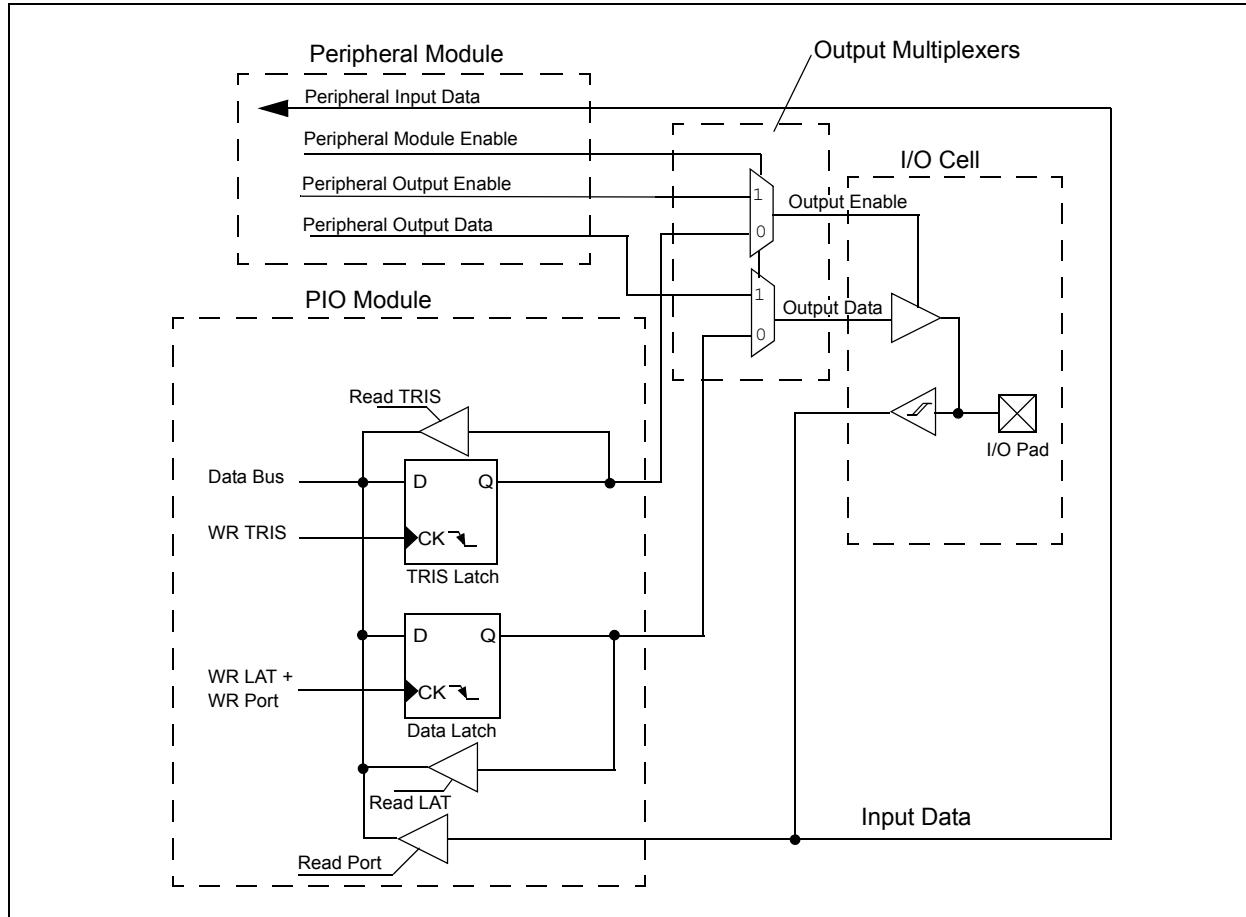 Peripheral Module
Output Multiplexers
Peripheral Input Data
Peripheral Module Enable
I/O Cell
Peripheral Output Enable
1
Output Enable
Peripheral Output Data
0
PIO Module
1
Output Data
0
Read TRIS
I/O Pad
Data Bus
D
Q
WR TRIS
CK
TRIS Latch
D
Q
WR LAT +
WR Port
CK
Data Latch
Read LAT
Input Data
Read Port